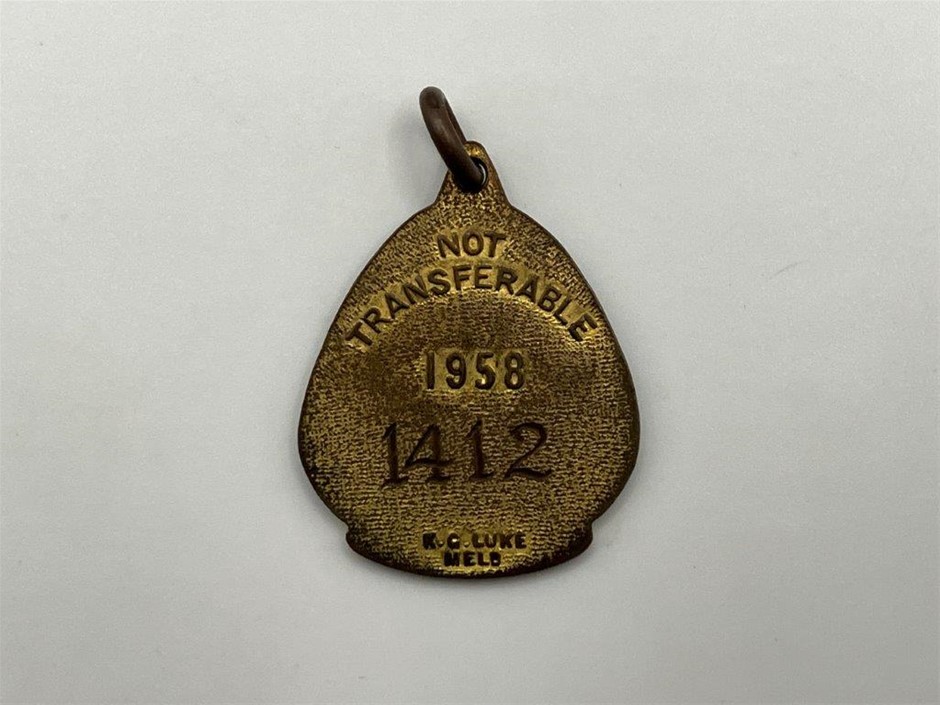 NOT
TRANSFERABLE
1958
1412
K.G.LUKE
MELB